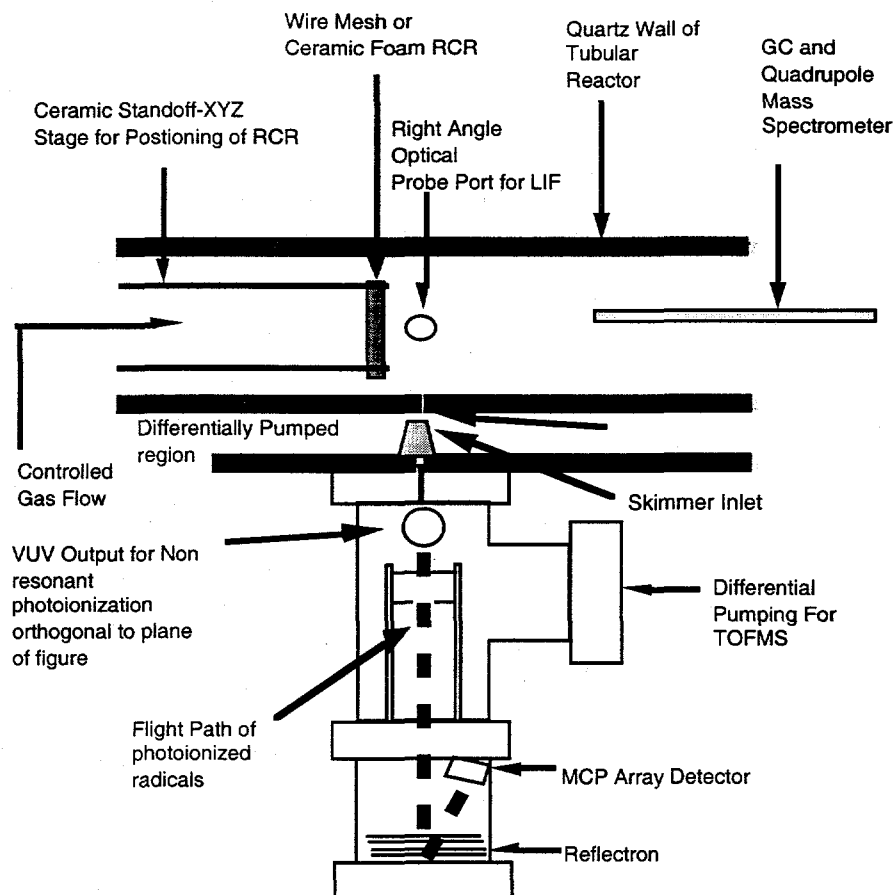 Wire Mesh or
Ceramic Foam RCR
Quartz Wall of
Tubular
Reactor
GC and
Quadrupole
Mass
Spectrometer
Ceramic Standoff-XYZ
Stage for Postioning of RCR
Right Angle
Optical
Probe Port for LIF
Differentially Pumped
region
Controlled
Gas Flow
Skimmer Inlet
VUV Output for Non
resonant
photoionization
orthogonal to plane
of figure
Differential
Pumping For
TOFMS
Flight Path of
photoionized
radicals
MCP Array Detector
Reflectron